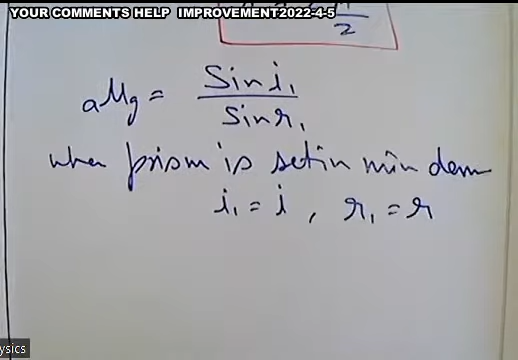 YOUR COMMENTS HELP IMPROVEMENT2022-4-5
2
aμg = Sin i₁ / Sin r₁
when prism is set in min devn
i₁ = i , r₁ = r
ysics